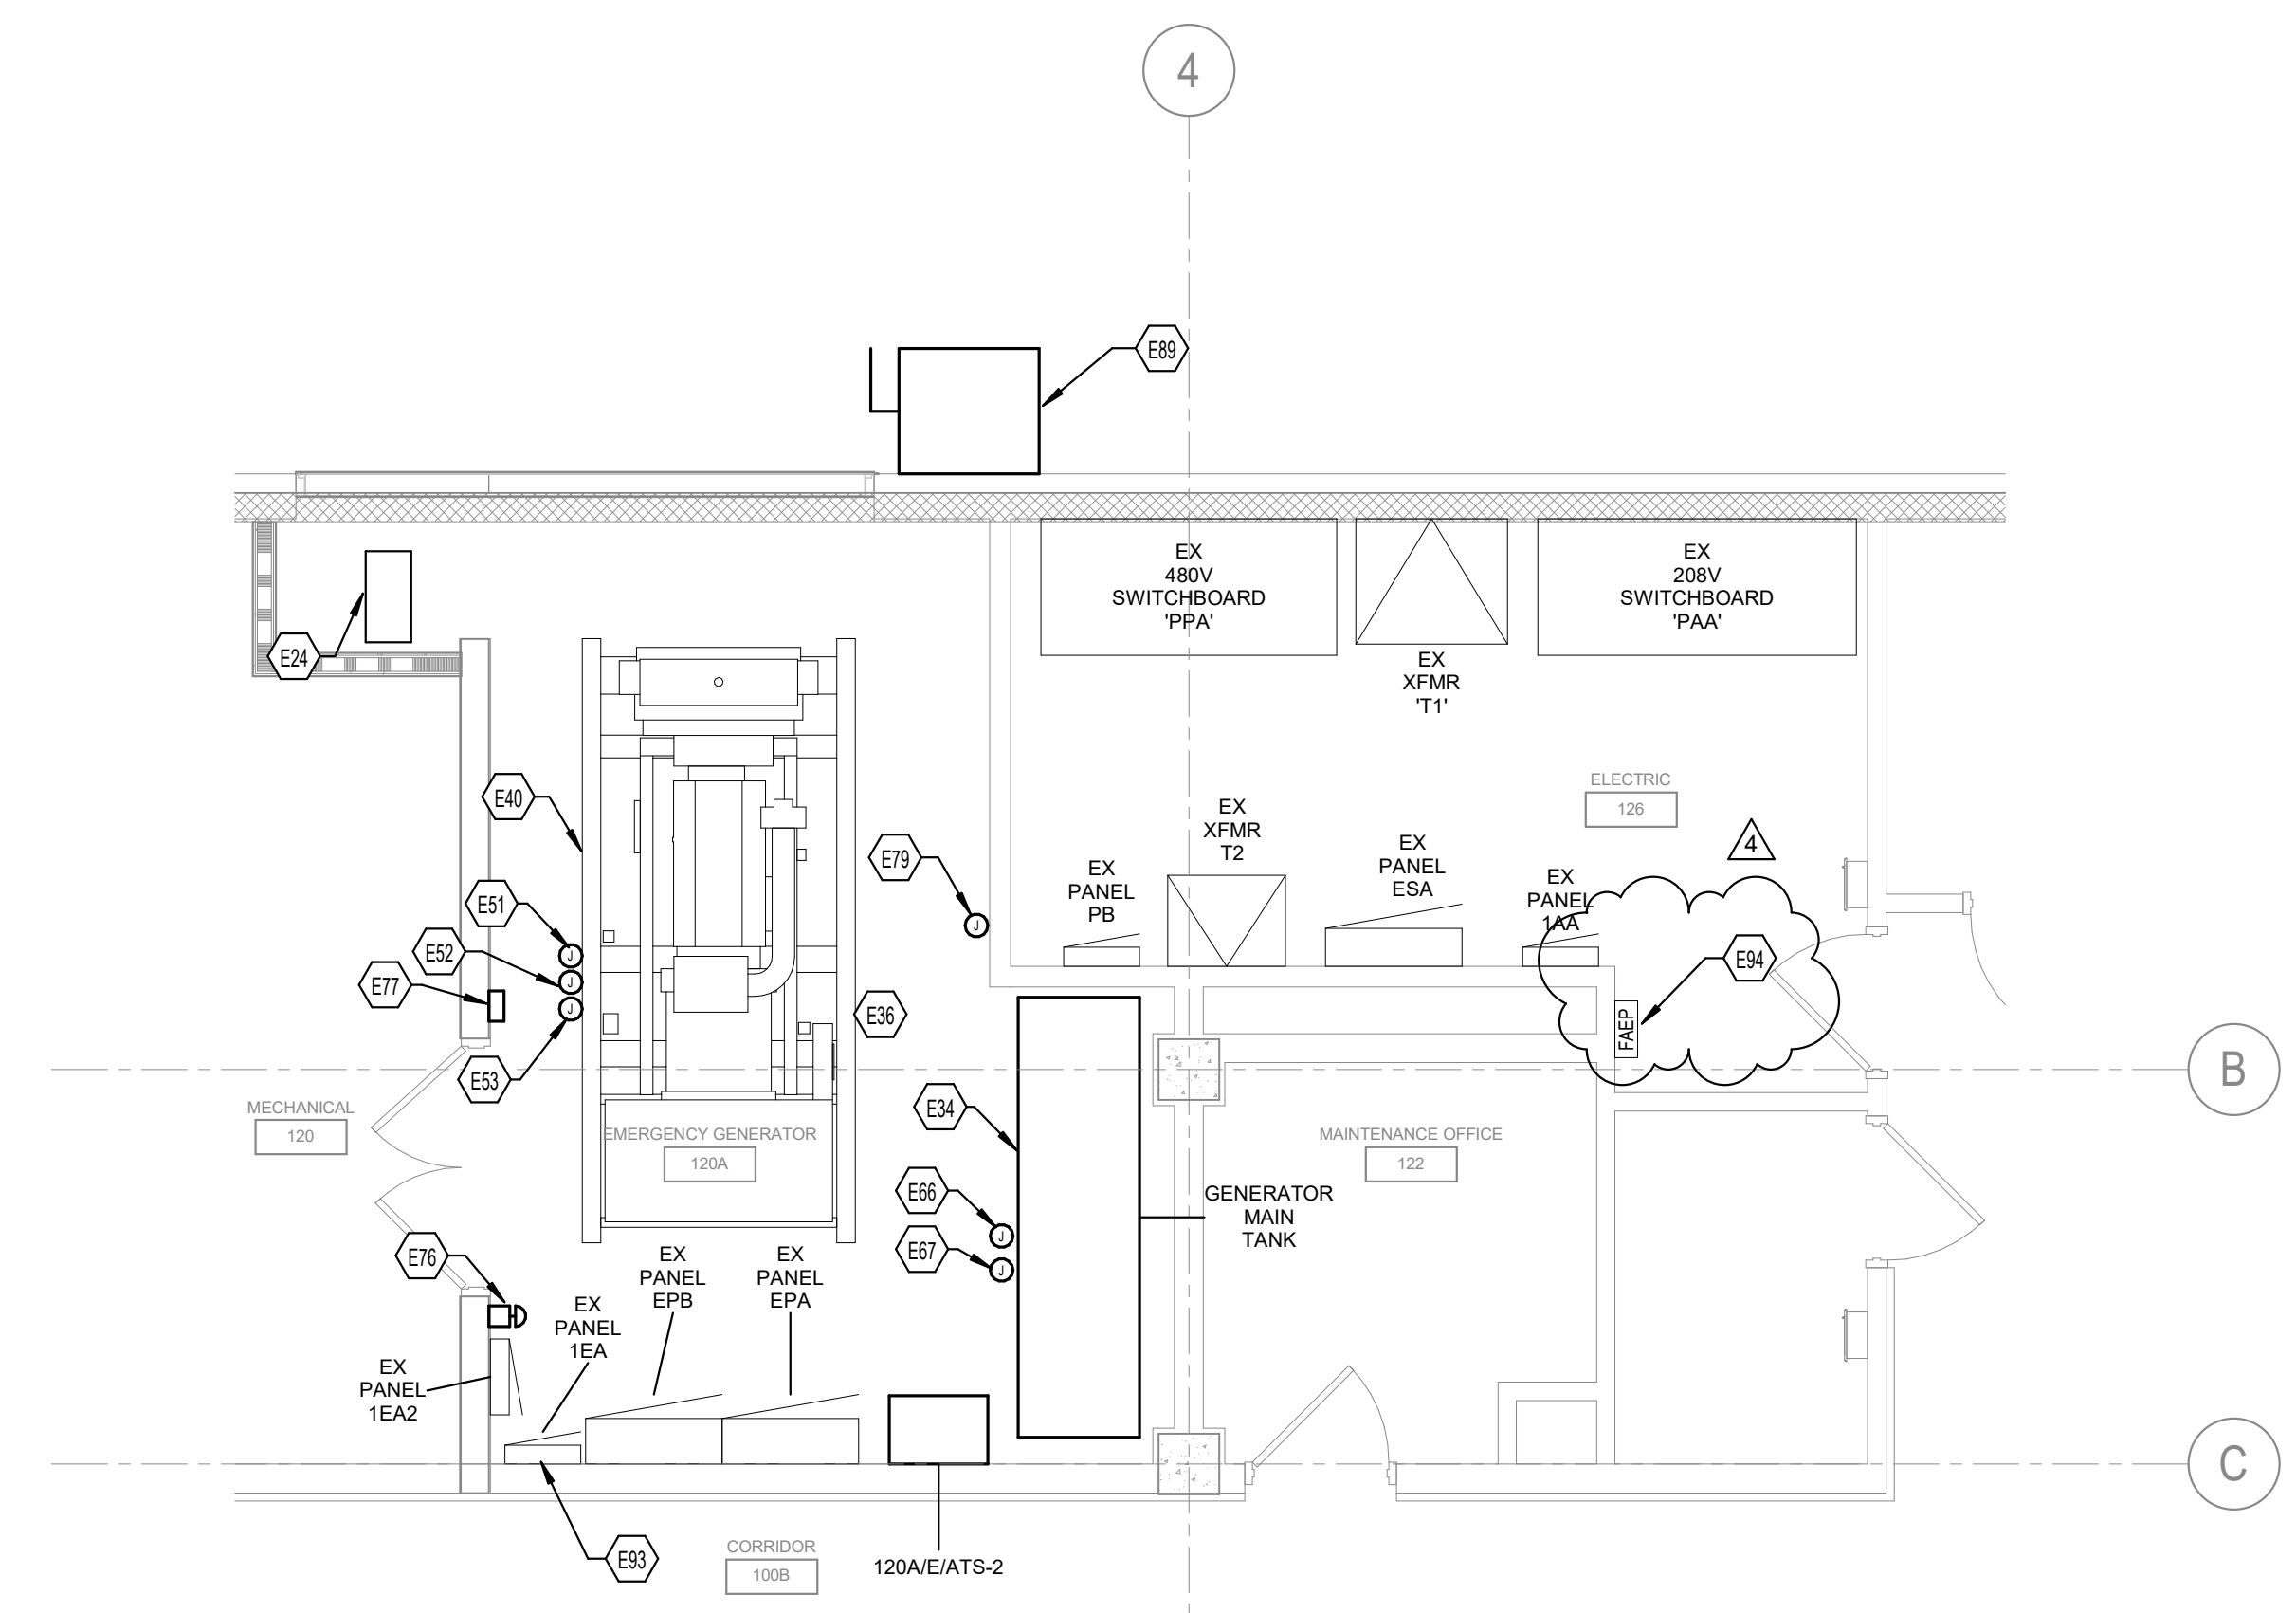 4
E89
EX
480V
SWITCHBOARD
'PPA'
EX
XFMR
'T1'
EX
208V
SWITCHBOARD
'PAA'
E24
E40
E79
EX
PANEL
PB
EX
XFMR
T2
EX
PANEL
ESA
ELECTRIC
126
4
EX
PANEL
1AA
E94
FAEP
E51
E52
E77
E53
E36
B
MECHANICAL
120
EMERGENCY GENERATOR
120A
E34
MAINTENANCE OFFICE
122
E66
E67
GENERATOR
MAIN
TANK
E76
EX
PANEL
EPB
EX
PANEL
EPA
EX
PANEL
1EA
EX
PANEL
1EA2
C
E93
CORRIDOR
100B
120A/E/ATS-2
J
J
J
J
J
J